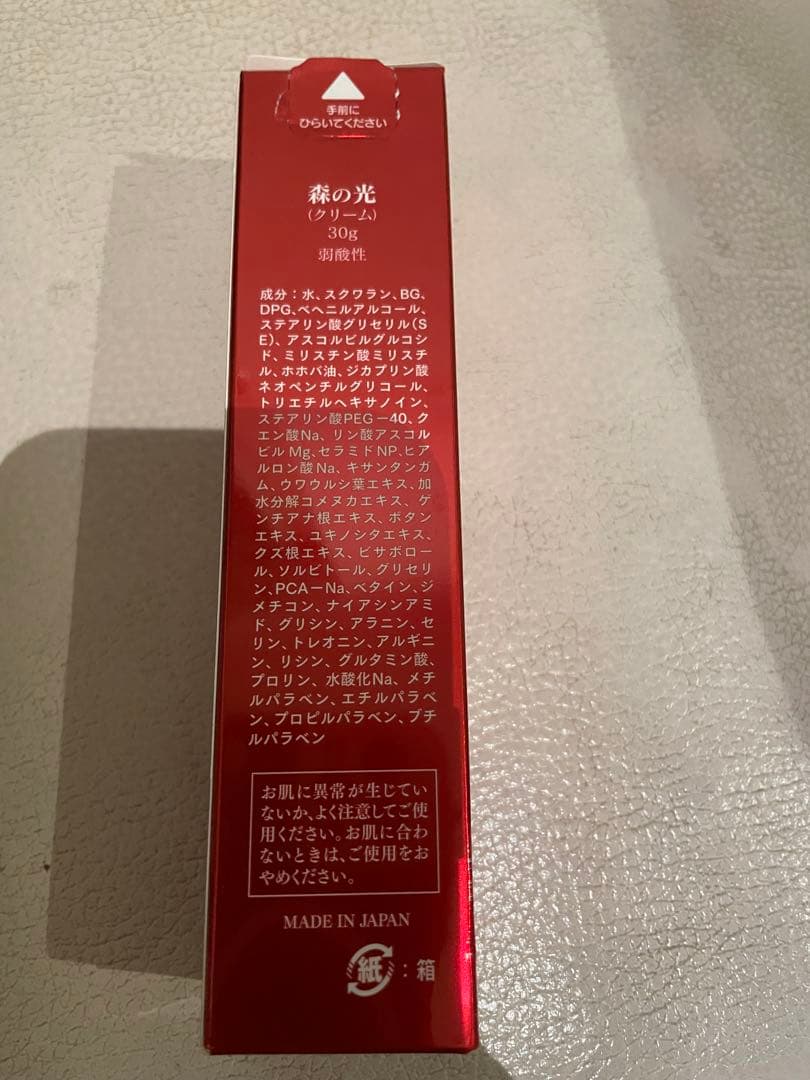 手前に
ひらいてください
森の光
(クリーム)
30g
弱酸性
成分：水、スクワラン、BG、
DPG、ベヘニルアルコール、
ステアリン酸グリセリル(S
E)、アスコルビルグルコシ
ド、ミリスチン酸ミリスチ
ル、ホホバ油、ジカプリン酸
ネオペンチルグリコール、
トリエチルヘキサノイン、
ステアリン酸PEG－40、ク
エン酸Na、リン酸アスコル
ビルMg、セラミドNP、ヒア
ルロン酸Na、キサンタンガ
ム、ウワウルシ葉エキス、加
水分解コメヌカエキス、ゲ
ンチアナ根エキス、ボタン
エキス、ユキノシタエキス、
クズ根エキス、ビサボロー
ル、ソルビトール、グリセリ
ン、PCA－Na、ベタイン、ジ
メチコン、ナイアシンアミ
ド、グリシン、アラニン、セ
リン、トレオニン、アルギニ
ン、リシン、グルタミン酸、
プロリン、水酸化Na、メチ
ルパラベン、エチルパラベ
ン、プロピルパラベン、ブチ
ルパラベン
お肌に異常が生じてい
ないか、よく注意してご使
用ください。お肌に合わ
ないときは、ご使用をお
やめください。
MADE IN JAPAN
紙：箱